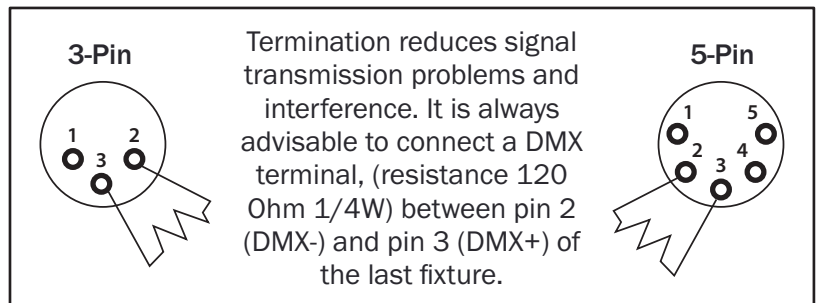 3-Pin
1
2
3
Termination reduces signal
transmission problems and
interference. It is always
advisable to connect a DMX
terminal, (resistance 120
Ohm 1/4W) between pin 2
(DMX-) and pin 3 (DMX+) of
the last fixture.
5-Pin
1
5
2
4
3